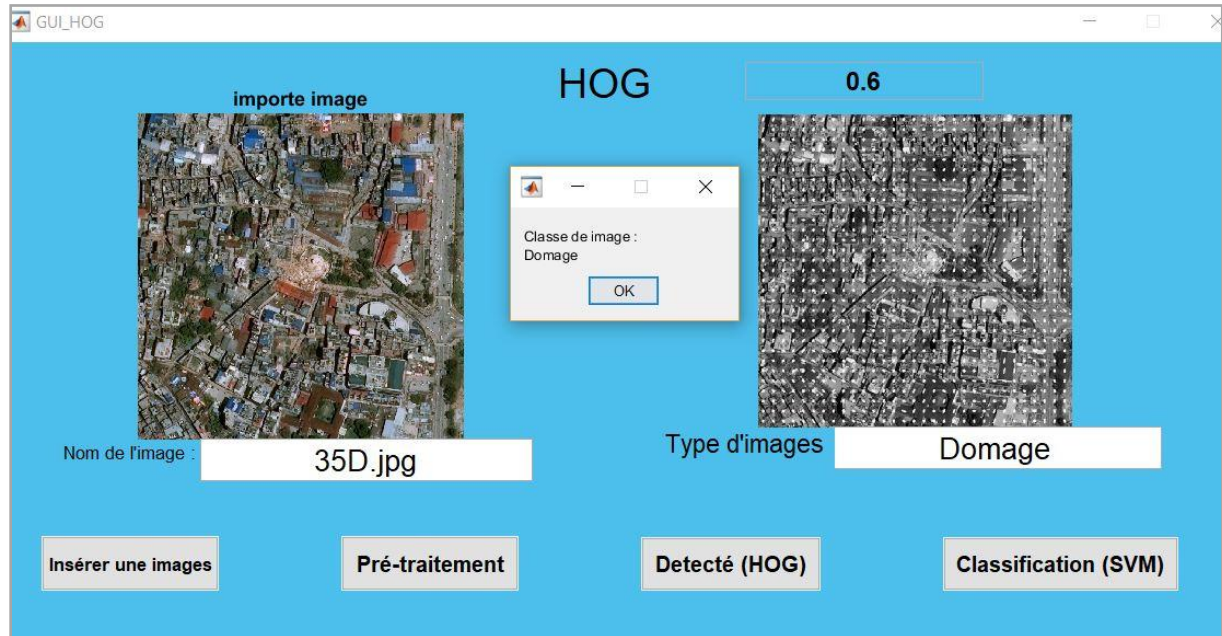 GUI_HOG
HOG
0.6
importe image
Classe de image :
Domage
OK
Nom de l'image :
35D.jpg
Type d'images
Domage
Insérer une images
Pré-traitement
Detecté (HOG)
Classification (SVM)